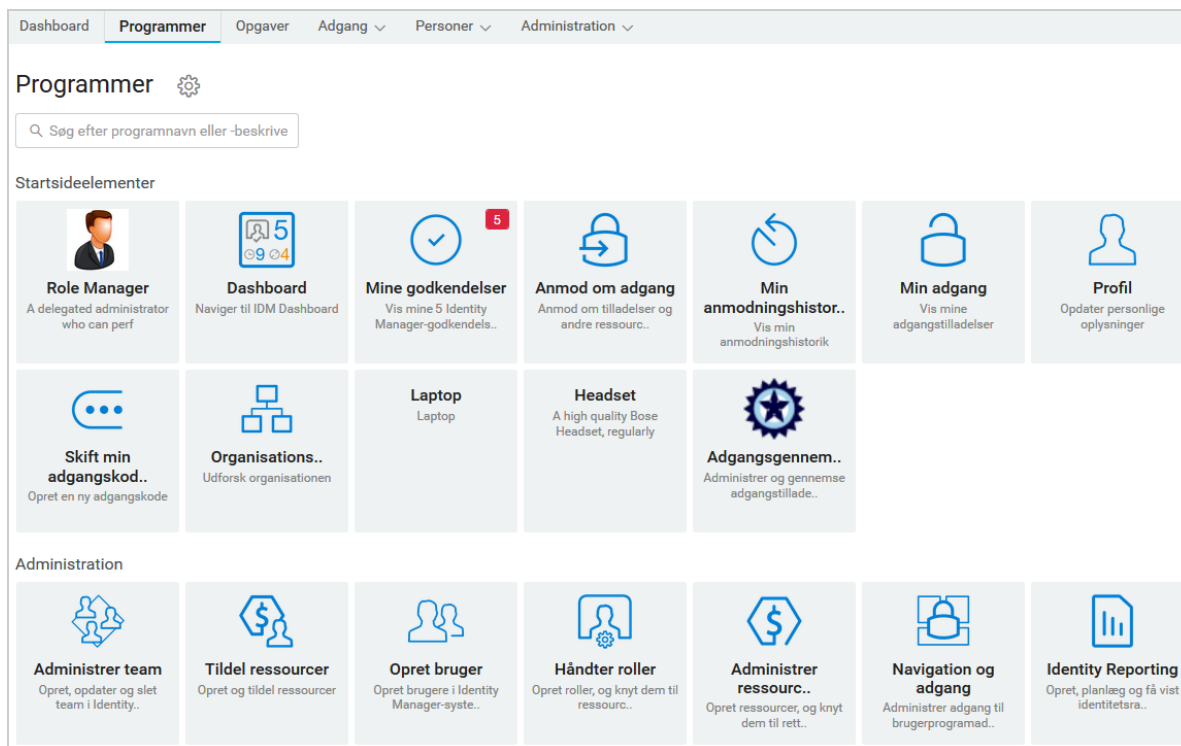 Dashboard Programmer Opgaver Adgang Personer Administration
Programmer
Søg efter programnavn eller -beskrive
Startsideelementer
Role Manager
A delegated administrator
who can perf
5
9 4
Dashboard
Naviger til IDM Dashboard
5
Mine godkendelser
Vis mine 5 Identity
Manager-godkendels..
Anmod om adgang
Anmod om tilladelser og
andre ressourc..
Min
anmodningshistor..
Vis min
anmodningshistorik
Min adgang
Vis mine
adgangstilladelser
Profil
Opdater personlige
oplysninger
Skift min
adgangskod..
Opret en ny adgangskode
Organisations..
Udforsk organisationen
Laptop
Laptop
Headset
A high quality Bose
Headset, regularly
Adgangsgennem..
Administrer og gennemse
adgangstillade..
Administration
Administrer team
Opret, opdater og slet
team i Identity..
Tildel ressourcer
Opret og tildel ressourcer
Opret bruger
Opret brugere i Identity
Manager-syste..
Håndter roller
Opret roller, og knyt dem til
ressourc..
Administrer
ressourc..
Opret ressourcer, og knyt
dem til rett..
Navigation og
adgang
Administrer adgang til
brugerprogramad..
Identity Reporting
Opret, planlæg og få vist
identitetsra..